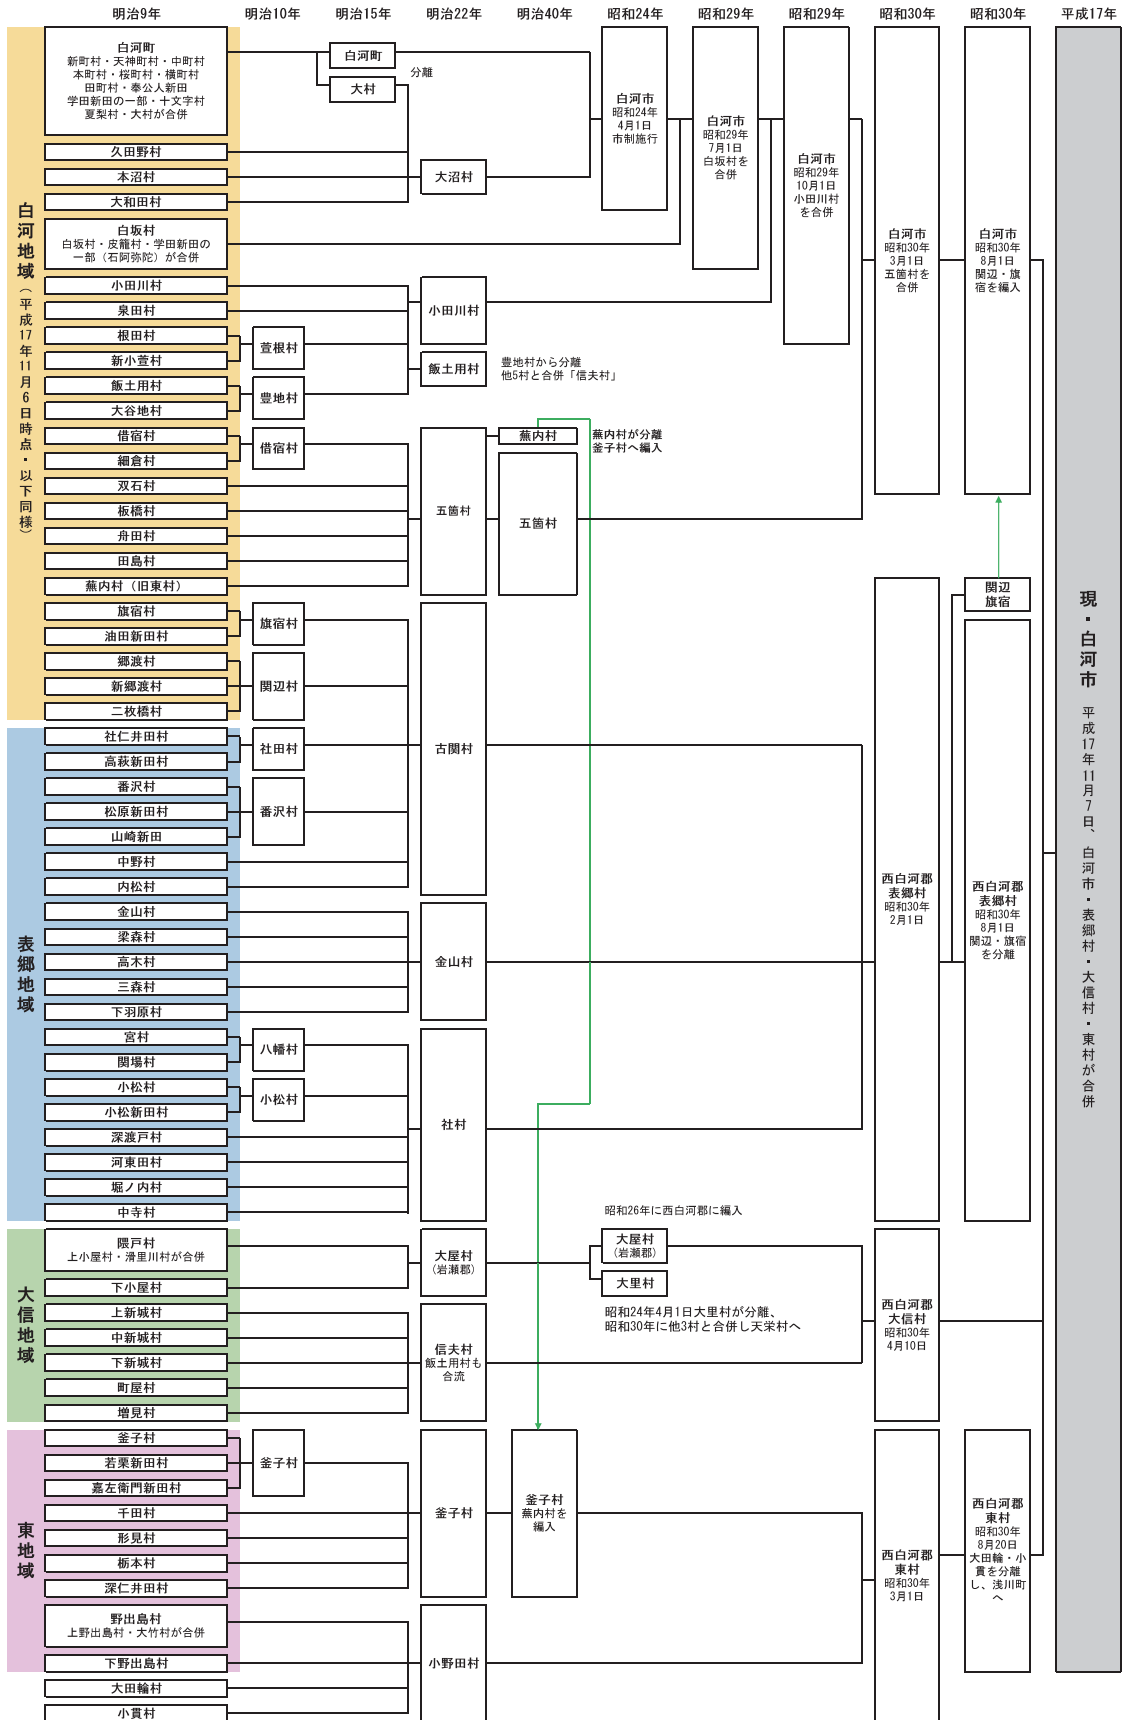 明治9年 明治10年 明治15年 明治22年 明治40年 昭和24年 昭和29年 昭和29年 昭和30年 昭和30年 平成17年
白河地域（平成17年11月6日時点・以下同様）
白河町
新町村・天神町村・中町村
本町村・桜町村・横町村
田町村・奉公人新田
学田新田の一部・十文字村
夏梨村・大村が合併
久田野村
本沼村
大和田村
白坂村
白坂村・皮籠村・学田新田の
一部（石阿弥陀）が合併
小田川村
泉田村
根田村
新小萱村
飯土用村
大谷地村
借宿村
細倉村
双石村
板橋村
舟田村
田島村
蕪内村（旧東村）
旗宿村
油田新田村
郷渡村
新郷渡村
二枚橋村
表郷地域
社仁井田村
高萩新田村
番沢村
松原新田村
山崎新田
中野村
内松村
金山村
梁森村
高木村
三森村
下羽原村
宮村
関場村
小松村
小松新田村
深渡戸村
河東田村
堀ノ内村
中寺村
大信地域
隈戸村
上小屋村・滑里川村が合併
下小屋村
上新城村
中新城村
下新城村
町屋村
増見村
東地域
釜子村
若栗新田村
嘉左衛門新田村
千田村
形見村
栃本村
深仁井田村
野出島村
上野出島村・大竹村が合併
下野出島村
大田輪村
小貫村
萱根村
豊地村
借宿村
旗宿村
関辺村
社田村
番沢村
八幡村
小松村
釜子村
白河町
大村
分離
大沼村
小田川村
飯土用村
豊地村から分離
他5村と合併「信夫村」
五箇村
古関村
金山村
社村
大屋村
（岩瀬郡）
信夫村
飯土用村も
合流
釜子村
小野田村
蕪内村
蕪内村が分離
釜子村へ編入
五箇村
釜子村
蕪内村を
編入
白河市
昭和24年
4月1日
市制施行
昭和26年に西白河郡に編入
大屋村
（岩瀬郡）
大里村
昭和24年4月1日大里村が分離、
昭和30年に他3村と合併し天栄村へ
白河市
昭和29年
7月1日
白坂村を
合併
白河市
昭和29年
10月1日
小田川村
を合併
白河市
昭和30年
3月1日
五箇村を
合併
西白河郡
表郷村
昭和30年
2月1日
西白河郡
大信村
昭和30年
4月10日
西白河郡
東村
昭和30年
3月1日
白河市
昭和30年
8月1日
関辺・旗
宿を編入
関辺
旗宿
西白河郡
表郷村
昭和30年
8月1日
関辺・旗宿
を分離
西白河郡
東村
昭和30年
8月20日
大田輪・小
貫を分離
し、浅川町
へ
現・白河市 平成17年11月7日、白河市・表郷村・大信村・東村が合併